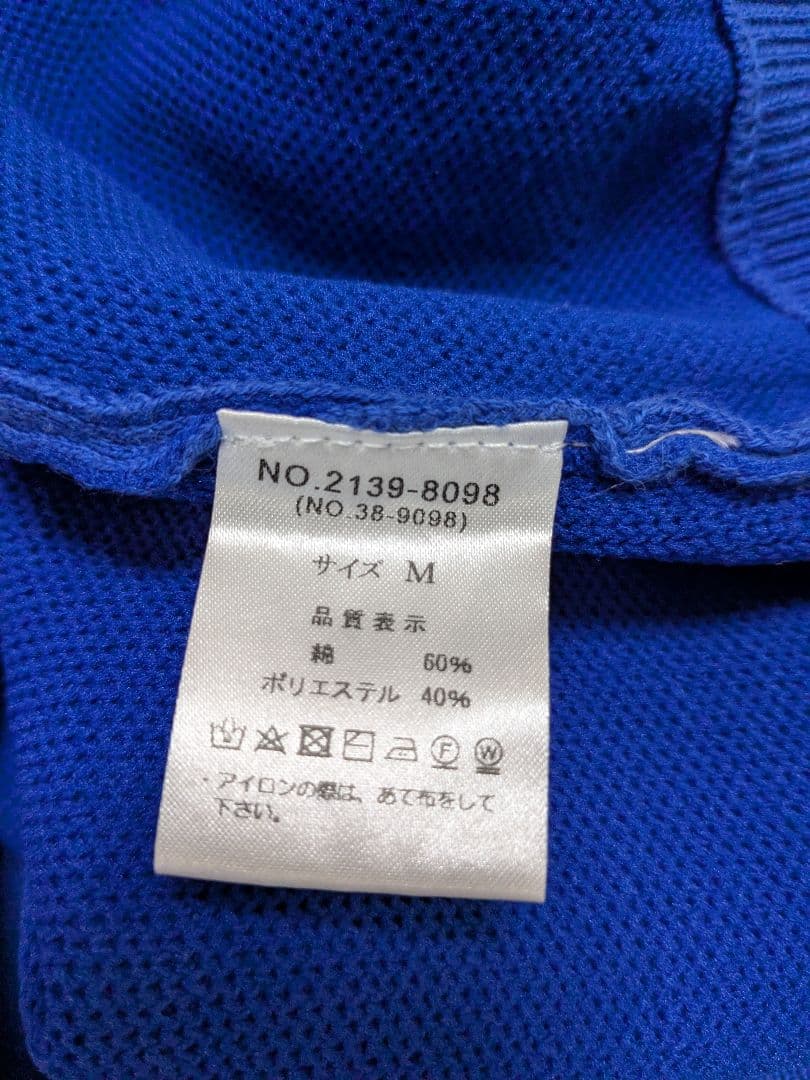 NO.2139-8098
(NO.38-9098)
サイズ M
品質表示
綿 60%
ポリエステル 40%
F W
・アイロンの際は、あて布をして
下さい。